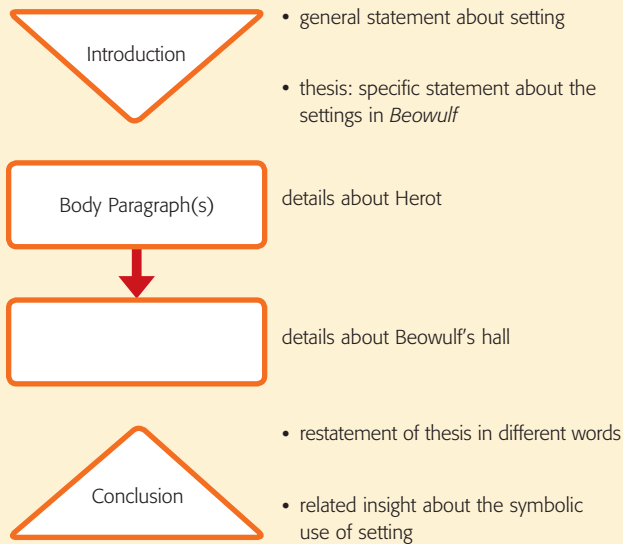 • general statement about setting
Introduction
• thesis: specific statement about the
settings in Beowulf
Body Paragraph(s)
details about Herot
details about Beowulf's hall
• restatement of thesis in different words
Conclusion
• related insight about the symbolic
use of setting